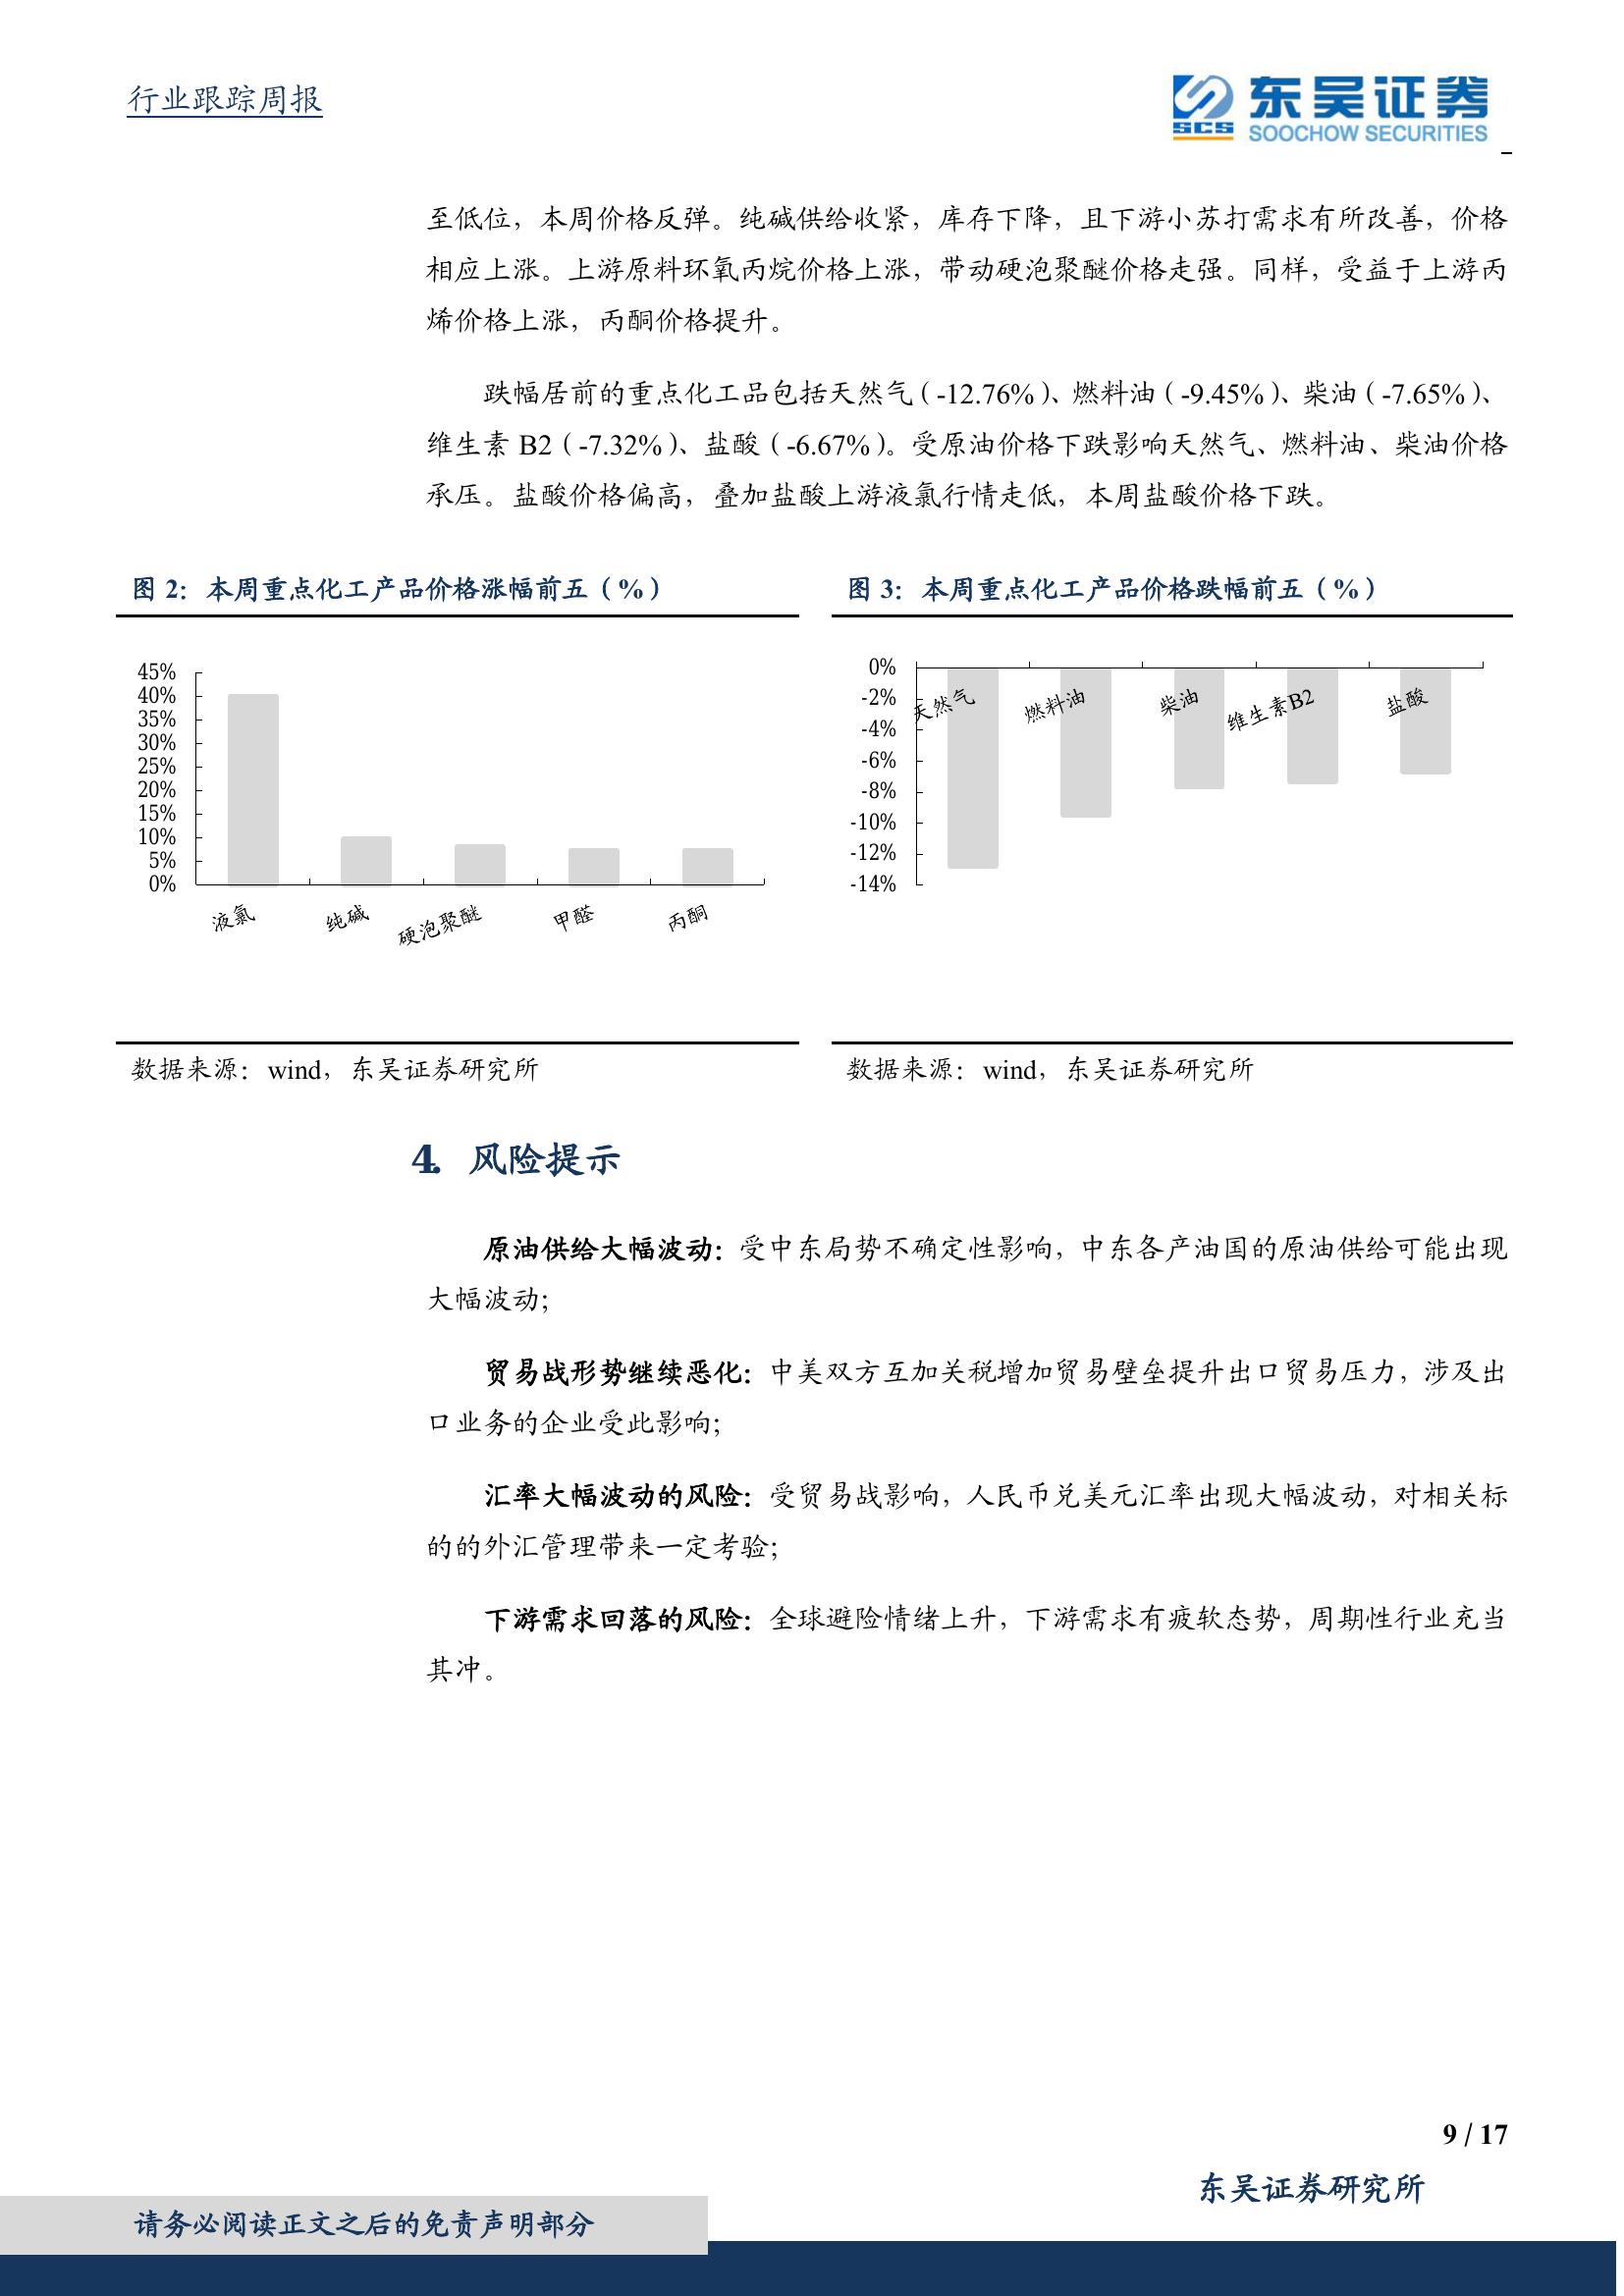 行业跟踪周报
东吴证券
SCS
SOOCHOW SECURITIES
至低位，本周价格反弹。纯碱供给收紧，库存下降，且下游小苏打需求有所改善，价格
相应上涨。上游原料环氧丙烷价格上涨，带动硬泡聚醚价格走强。同样，受益于上游丙
烯价格上涨，丙酮价格提升。
跌幅居前的重点化工品包括天然气（-12.76%）、燃料油（-9.45%）、柴油（-7.65%）、
维生素 B2（-7.32%）、盐酸（-6.67%）。受原油价格下跌影响天然气、燃料油、柴油价格
承压。盐酸价格偏高，叠加盐酸上游液氯行情走低，本周盐酸价格下跌。
图 2：本周重点化工产品价格涨幅前五（%）
45%
40%
35%
30%
25%
20%
15%
10%
5%
0%
液氯
纯碱
硬泡聚醚
甲醛
丙酮
数据来源：wind，东吴证券研究所
图 3：本周重点化工产品价格跌幅前五（%）
0%
-2%
-4%
-6%
-8%
-10%
-12%
-14%
天然气
燃料油
柴油
维生素B2
盐酸
数据来源：wind，东吴证券研究所
4. 风险提示
原油供给大幅波动：受中东局势不确定性影响，中东各产油国的原油供给可能出现
大幅波动；
贸易战形势继续恶化：中美双方互加关税增加贸易壁垒提升出口贸易压力，涉及出
口业务的企业受此影响；
汇率大幅波动的风险：受贸易战影响，人民币兑美元汇率出现大幅波动，对相关标
的的外汇管理带来一定考验；
下游需求回落的风险：全球避险情绪上升，下游需求有疲软态势，周期性行业充当
其冲。
9 / 17
东吴证券研究所
请务必阅读正文之后的免责声明部分